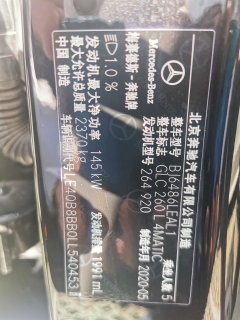 Mercedes-Benz
梅赛德斯-奔驰牌
1.0 %
北京奔驰汽车有限公司
整车型号 BJ6486LEAL1 乘坐人数 5
整车标志 GLC 260 L 4MATIC
发动机型号 264 920 制造年月 2020-05
发动机最大净功率 145 kW 发动机排量 1991 mL
最大允许总质量 2370 kg
中国 制造
车辆识别代号 LE40B8BB0LL540453